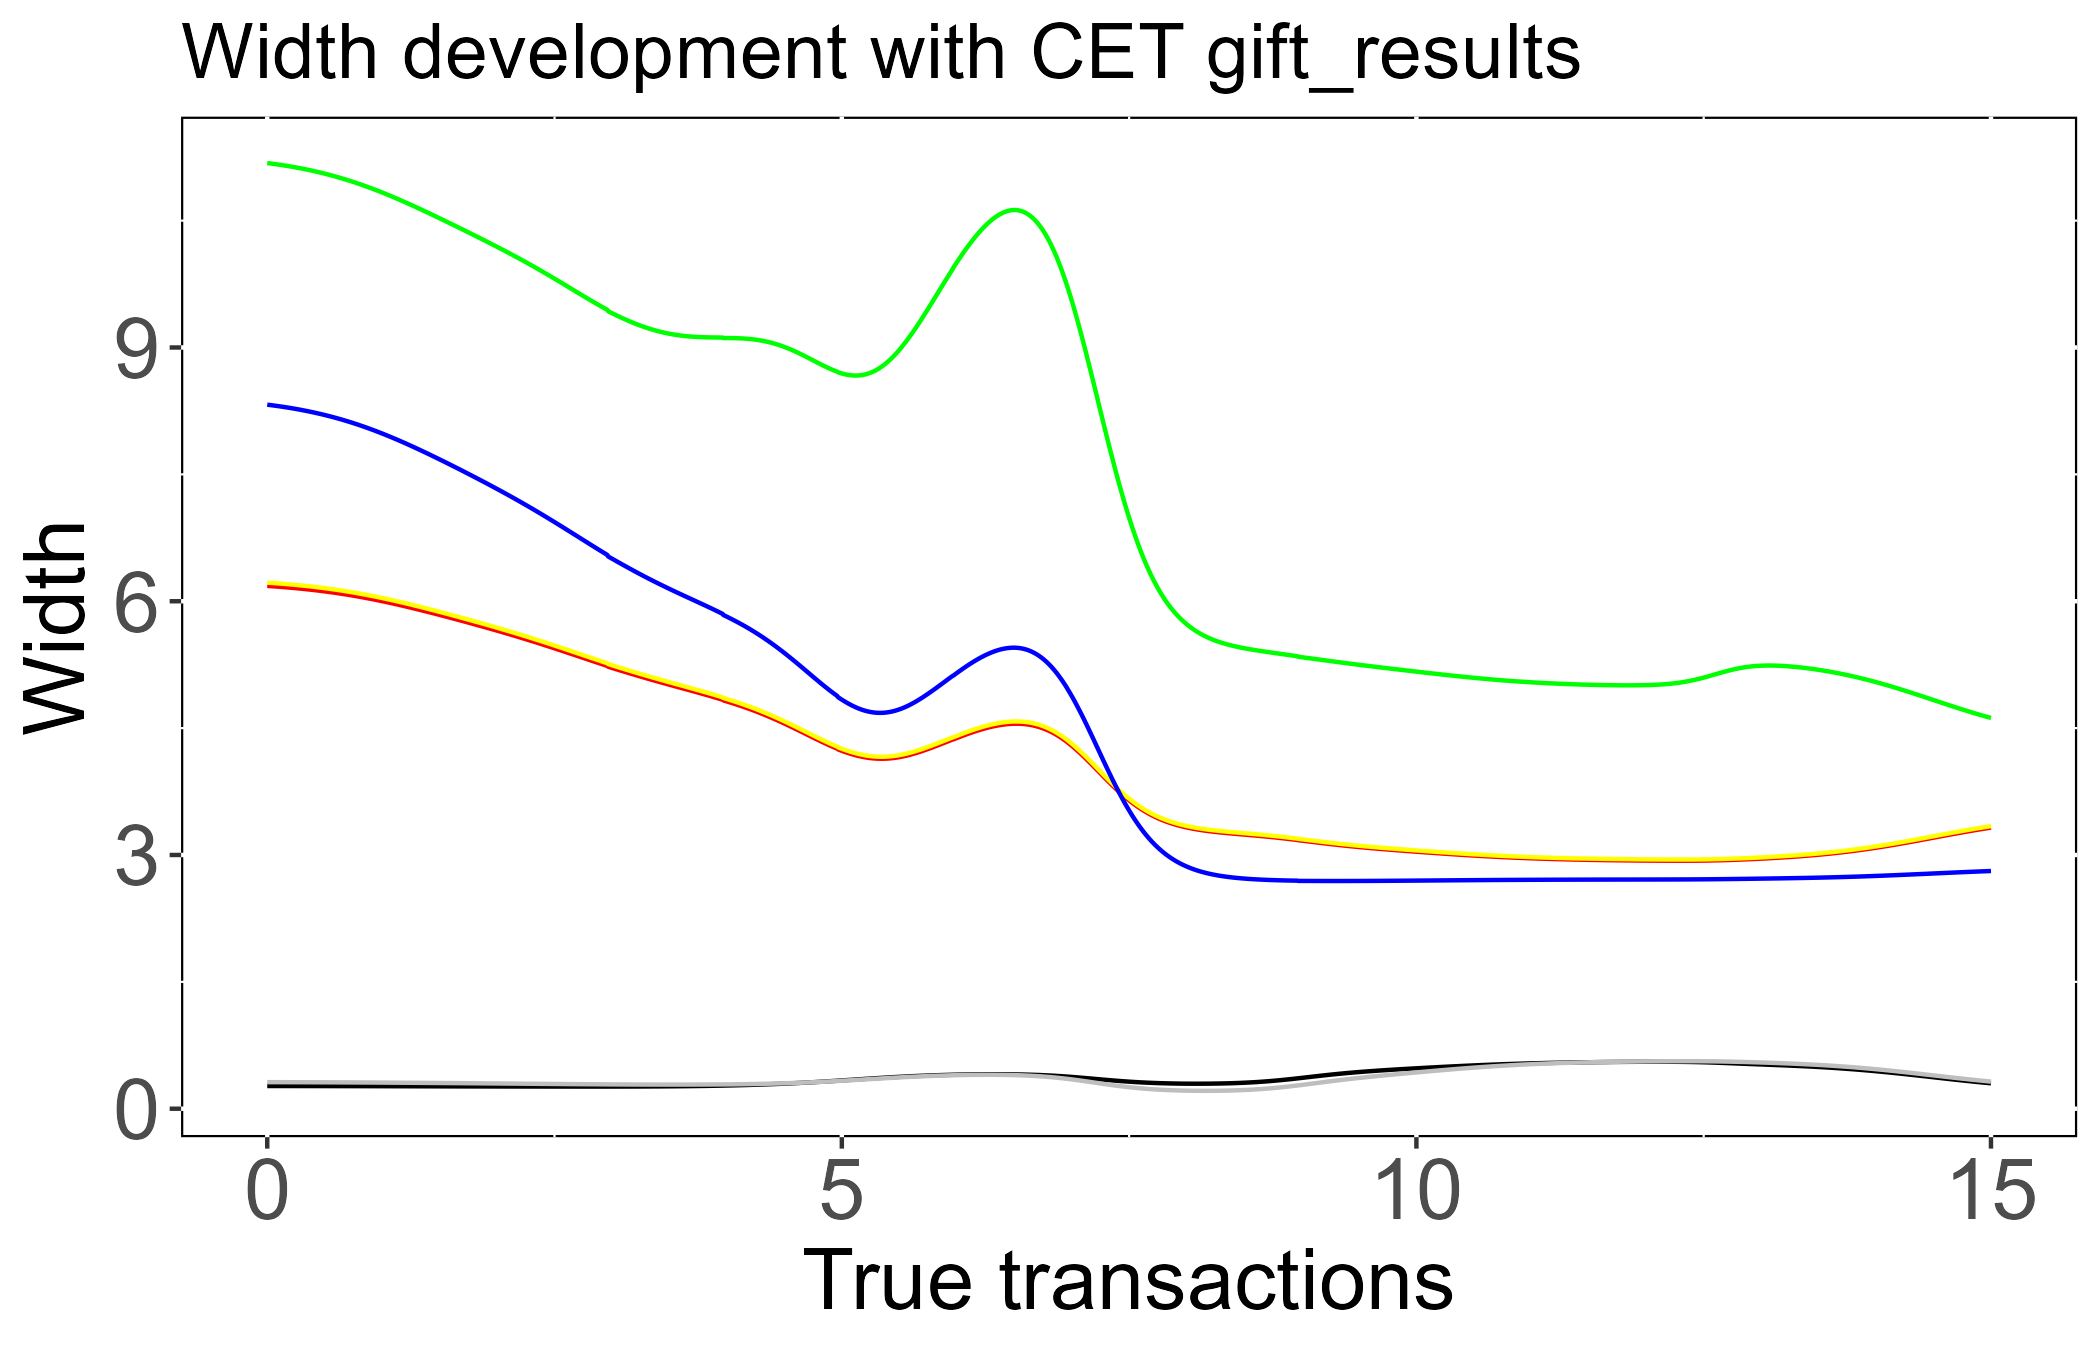 Width development with CET gift_results
Width
9
6
3
0
0 5 10 15
True transactions